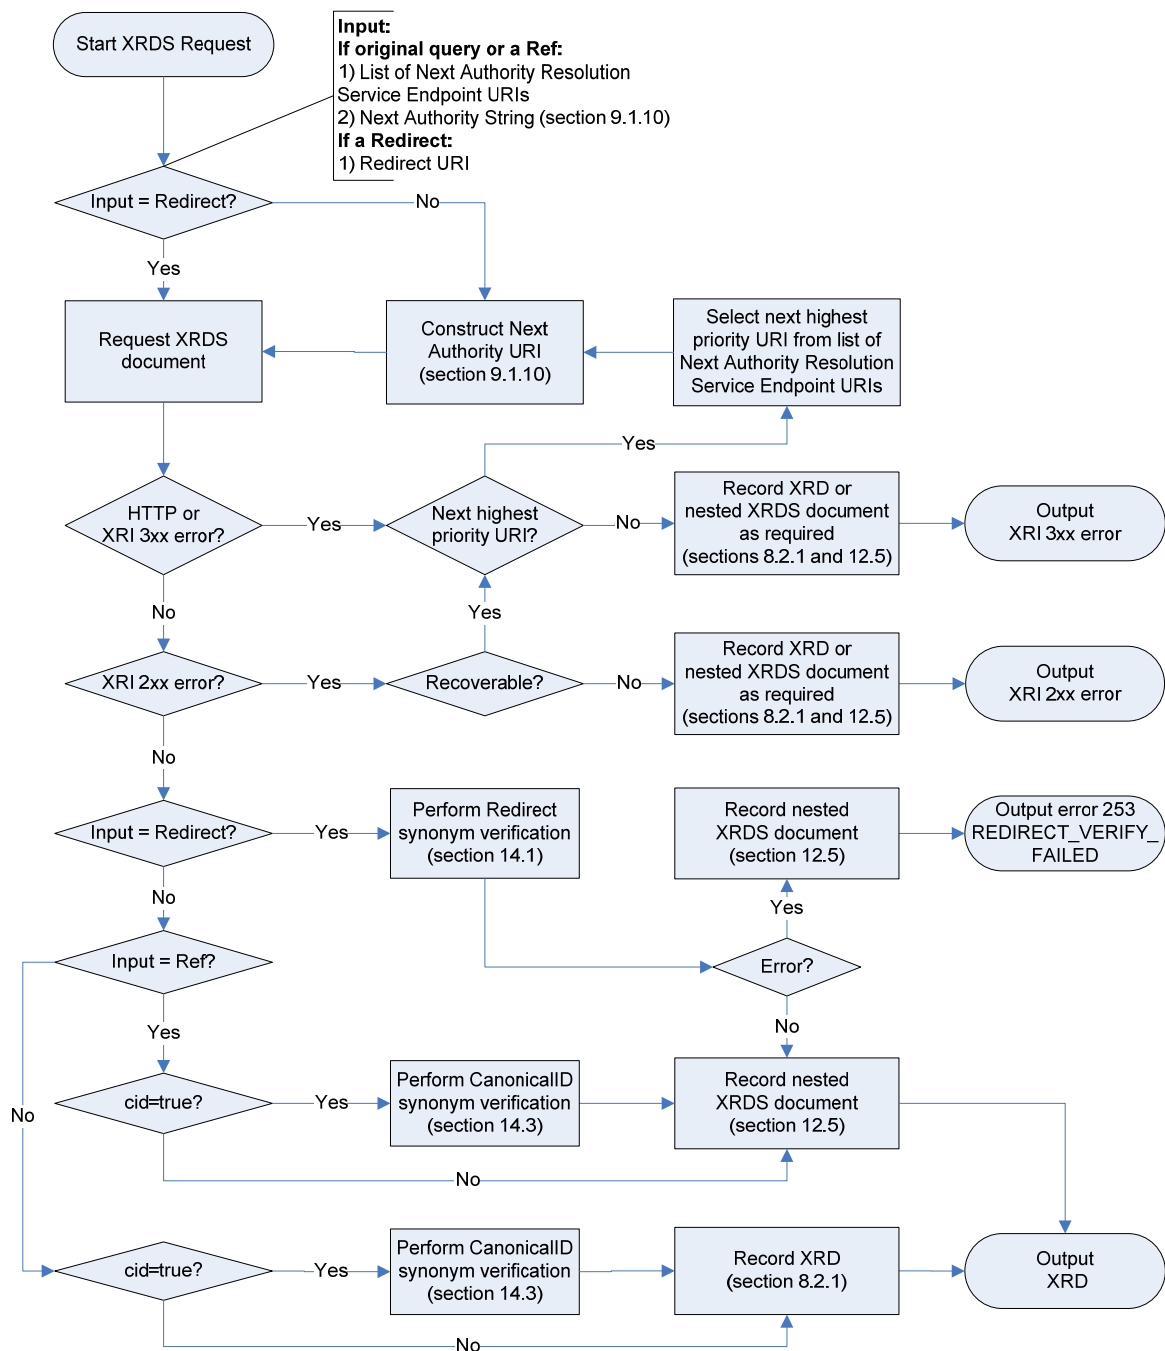 Start XRDS Request
Input:
If original query or a Ref:
1) List of Next Authority Resolution
Service Endpoint URIs
2) Next Authority String (section 9.1.10)
If a Redirect:
1) Redirect URI
Input = Redirect?
No
Yes
Request XRDS
document
Construct Next
Authority URI
(section 9.1.10)
Select next highest
priority URI from list of
Next Authority Resolution
Service Endpoint URIs
Yes
HTTP or
XRI 3xx error?
Yes
Next highest
priority URI?
No
Record XRD or
nested XRDS document
as required
(sections 8.2.1 and 12.5)
Output
XRI 3xx error
No
Yes
XRI 2xx error?
Yes
Recoverable?
No
Record XRD or
nested XRDS document
as required
(sections 8.2.1 and 12.5)
Output
XRI 2xx error
No
Input = Redirect?
Yes
Perform Redirect
synonym verification
(section 14.1)
Record nested
XRDS document
(section 12.5)
Output error 253
REDIRECT_VERIFY_
FAILED
No
Yes
Input = Ref?
Error?
Yes
No
cid=true?
Yes
Perform CanonicalID
synonym verification
(section 14.3)
Record nested
XRDS document
(section 12.5)
No
No
cid=true?
Yes
Perform CanonicalID
synonym verification
(section 14.3)
Record XRD
(section 8.2.1)
Output
XRD
No